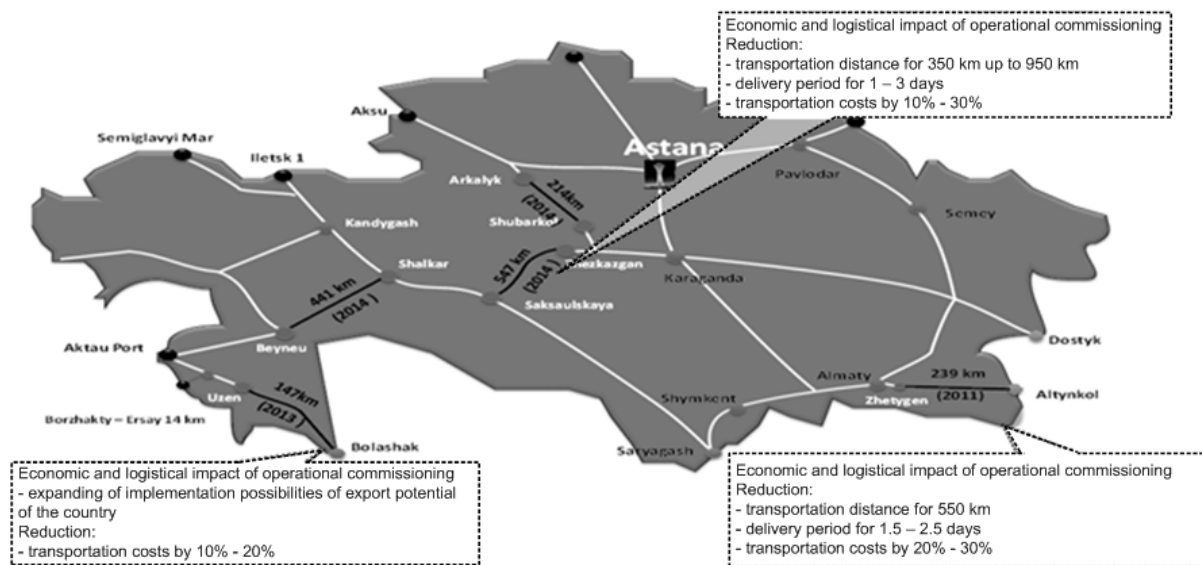 Economic and logistical impact of operational commissioning
Reduction:
- transportation distance for 350 km up to 950 km
- delivery period for 1 – 3 days
- transportation costs by 10% - 30%
Aksu
Semiglavyi Mar
Iletsk 1
Astana
Arkalyk
214km
(2014)
Pavlodar
Shubarkol
Semey
Kandygash
Shalkar
547 km
(2014)
Zhezkazgan
Karaganda
441 km
(2014)
Saksaulskaya
Aktau Port
Beyneu
Dostyk
Uzen
147km
(2013)
Almaty
239 km
Zhetygen
(2011)
Altynkol
Shymkent
Borzhakty – Ersay 14 km
Bolashak
Saryagash
Economic and logistical impact of operational commissioning
- expanding of implementation possibilities of export potential
of the country
Reduction:
- transportation costs by 10% - 20%
Economic and logistical impact of operational commissioning
Reduction:
- transportation distance for 550 km
- delivery period for 1.5 – 2.5 days
- transportation costs by 20% - 30%